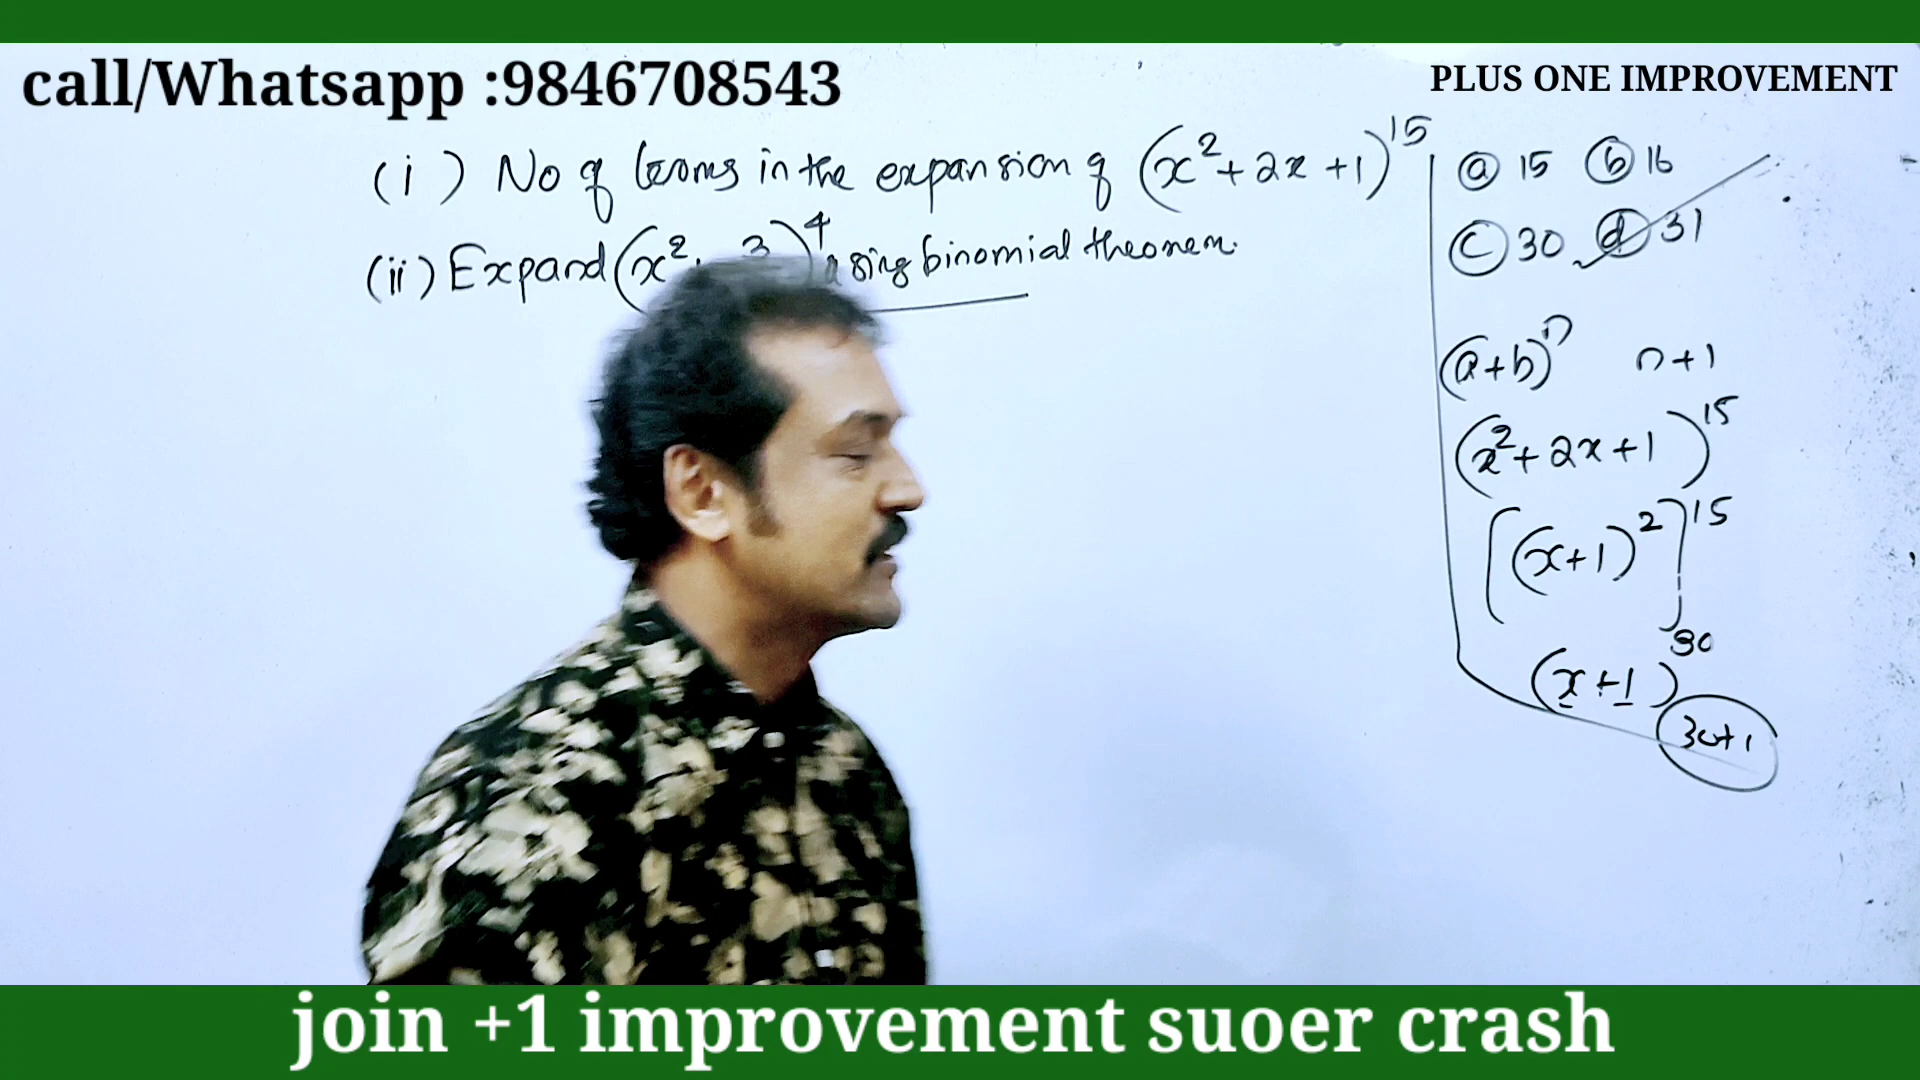 call/Whatsapp :9846708543
PLUS ONE IMPROVEMENT
(i) No of terms in the expansion of (x²+2x+1)¹⁵
(ii) Expand (x² 3)⁴ using binomial theorem.
ⓐ 15 ⓑ 16
ⓒ 30 ⓓ 31
(a+b)ⁿ n+1
(x²+2x+1)¹⁵
[(x+1)²]¹⁵
(x+1)³⁰
30+1
join +1 improvement suoer crash